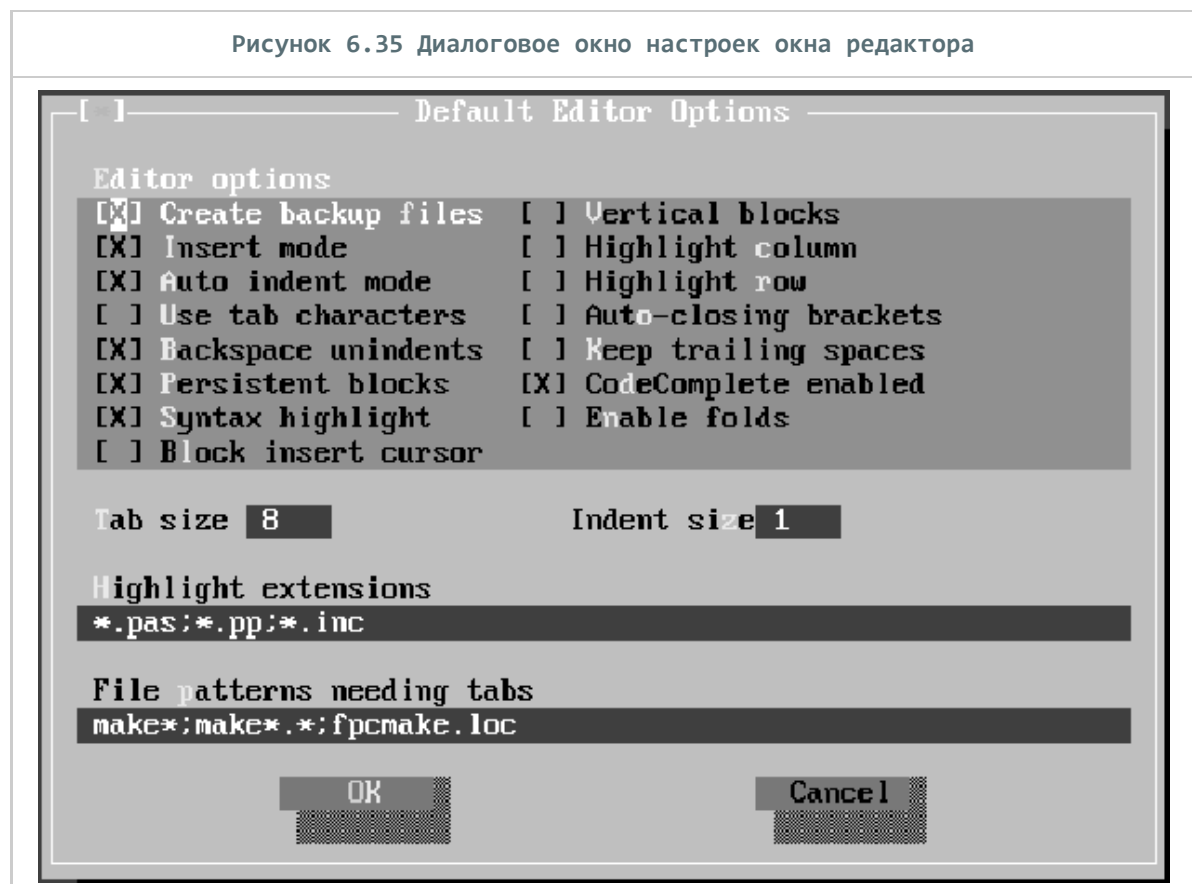 Рисунок 6.35 Диалоговое окно настроек окна редактора
[*] Default Editor Options
Editor options
[X] Create backup files [ ] Vertical blocks
[X] Insert mode [ ] Highlight column
[X] Auto indent mode [ ] Highlight row
[ ] Use tab characters [ ] Auto-closing brackets
[X] Backspace unindents [ ] Keep trailing spaces
[X] Persistent blocks [X] CodeComplete enabled
[X] Syntax highlight [ ] Enable folds
[ ] Block insert cursor
Tab size 8 Indent size 1
Highlight extensions
*.pas;*.pp;*.inc
File patterns needing tabs
make*;make*.*;fpcmake.loc
OK Cancel